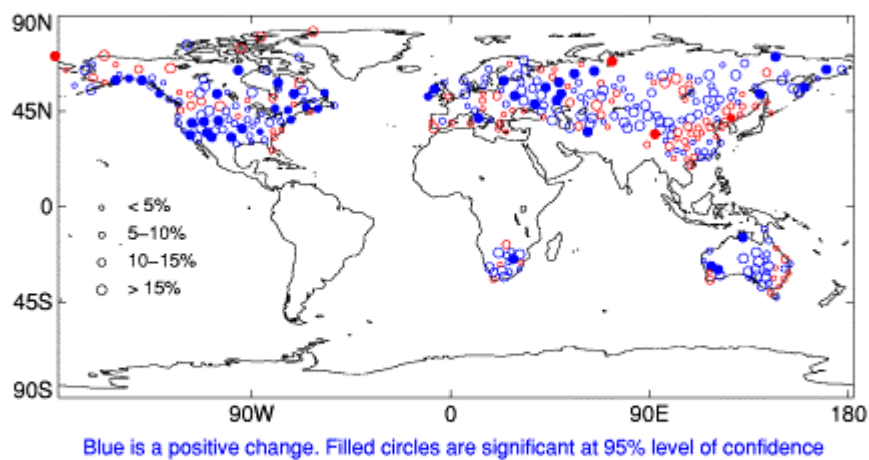 90N
45N
0
45S
90S
< 5%
5–10%
10–15%
> 15%
90W 0 90E 180
Blue is a positive change. Filled circles are significant at 95% level of confidence